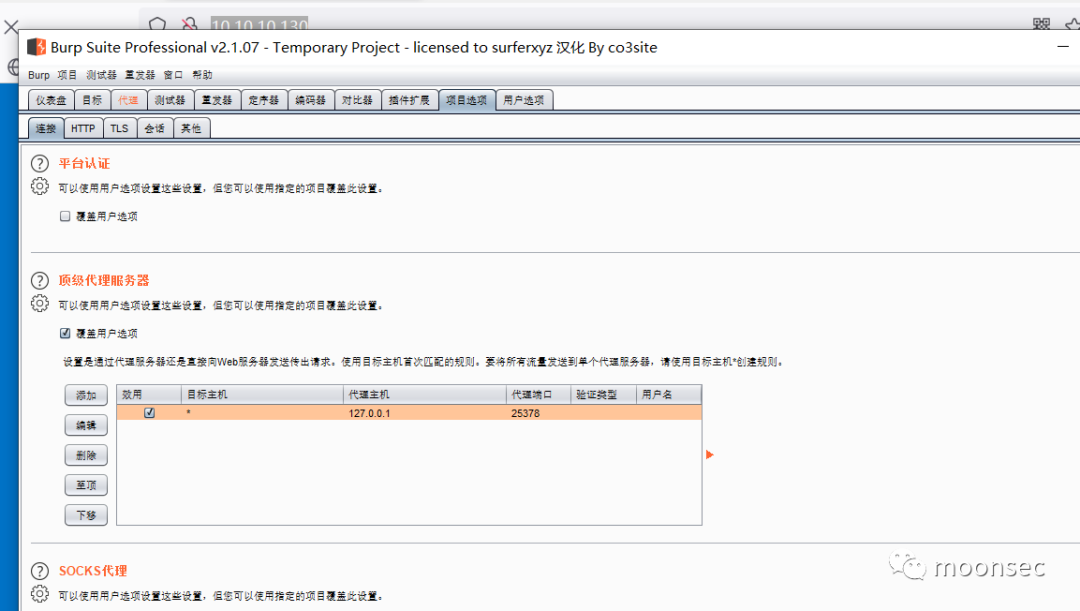 10.10.10.130
Burp Suite Professional v2.1.07 - Temporary Project - licensed to surferxyz 汉化 By co3site
Burp 项目 测试器 重发器 窗口 帮助
仪表盘 目标 代理 测试器 重发器 定序器 编码器 对比器 插件扩展 项目选项 用户选项
连接 HTTP TLS 会话 其他
平台认证
可以使用用户选项设置这些设置，但您可以使用指定的项目覆盖此设置。
覆盖用户选项
顶级代理服务器
可以使用用户选项设置这些设置，但您可以使用指定的项目覆盖此设置。
覆盖用户选项
设置是通过代理服务器还是直接向Web服务器发送传出请求。使用目标主机首次匹配的规则。要将所有流量发送到单个代理服务器，请使用目标主机*创建规则。
添加 效用 目标主机 代理主机 代理端口 验证类型 用户名
* 127.0.0.1 25378
编辑
删除
至顶
下移
SOCKS代理
可以使用用户选项设置这些设置，但您可以使用指定的项目覆盖此设置。
moonsec